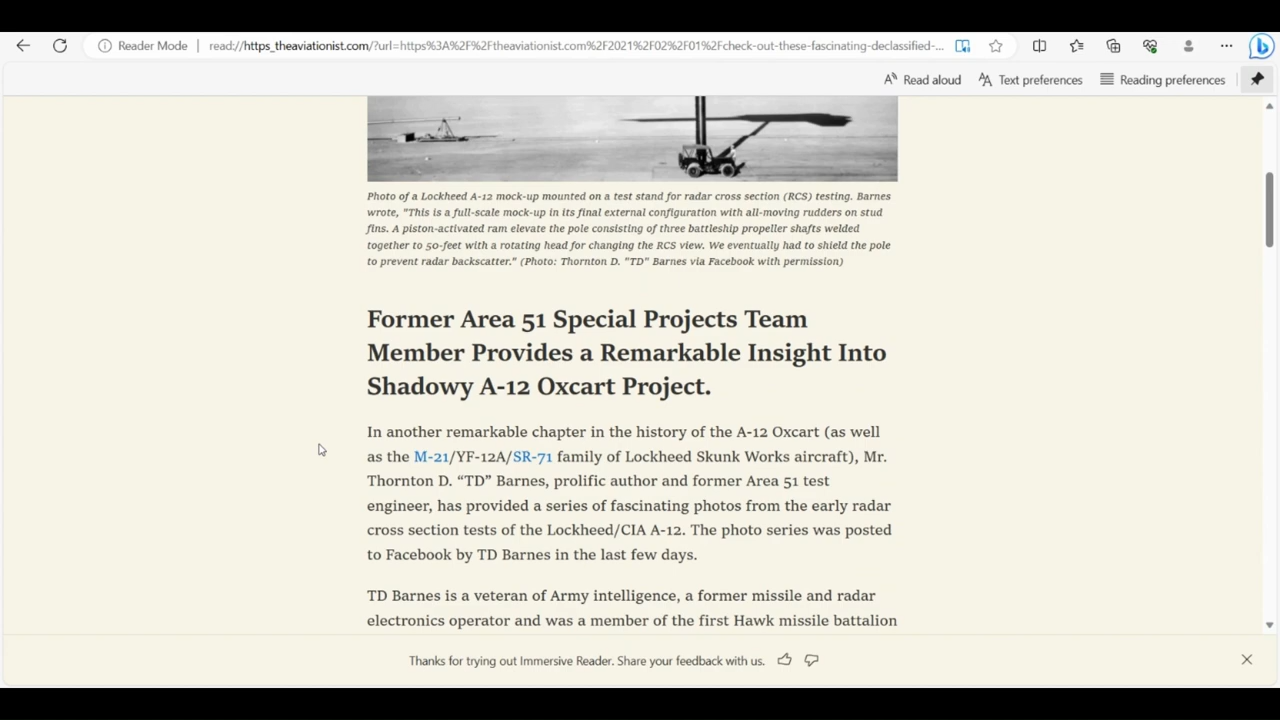 Reader Mode
read://https_theaviationist.com/?url=https%3A%2F%2Ftheaviationist.com%2F2021%2F02%2F01%2Fcheck-out-these-fascinating-declassified-...
Read aloud
Text preferences
Reading preferences
Photo of a Lockheed A-12 mock-up mounted on a test stand for radar cross section (RCS) testing. Barnes
wrote, "This is a full-scale mock-up in its final external configuration with all-moving rudders on stud
fins. A piston-activated ram elevate the pole consisting of three battleship propeller shafts welded
together to 50-feet with a rotating head for changing the RCS view. We eventually had to shield the pole
to prevent radar backscatter." (Photo: Thornton D. "TD" Barnes via Facebook with permission)
Former Area 51 Special Projects Team
Member Provides a Remarkable Insight Into
Shadowy A-12 Oxcart Project.
In another remarkable chapter in the history of the A-12 Oxcart (as well
as the M-21/YF-12A/SR-71 family of Lockheed Skunk Works aircraft), Mr.
Thornton D. “TD” Barnes, prolific author and former Area 51 test
engineer, has provided a series of fascinating photos from the early radar
cross section tests of the Lockheed/CIA A-12. The photo series was posted
to Facebook by TD Barnes in the last few days.
TD Barnes is a veteran of Army intelligence, a former missile and radar
electronics operator and was a member of the first Hawk missile battalion
Thanks for trying out Immersive Reader. Share your feedback with us.